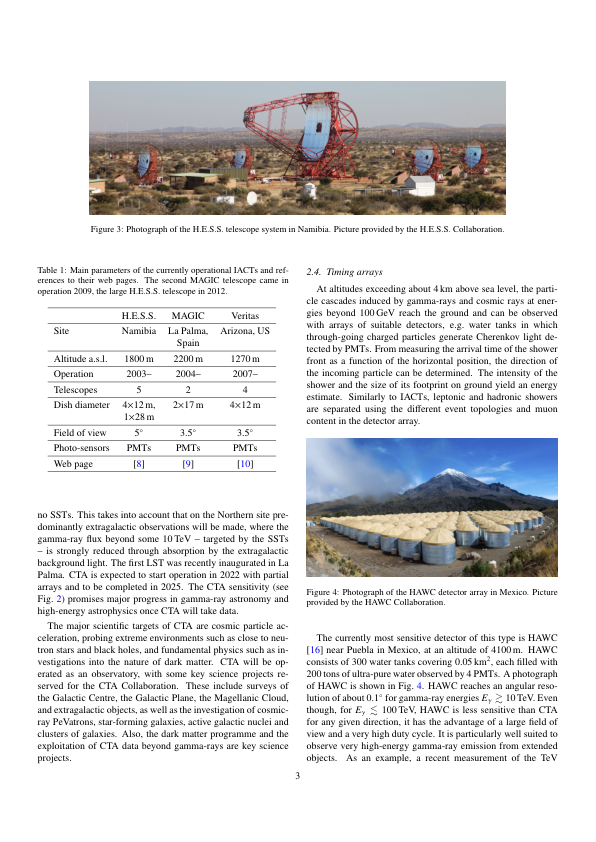 Figure 3: Photograph of the H.E.S.S. telescope system in Namibia. Picture provided by the H.E.S.S. Collaboration.
Table 1: Main parameters of the currently operational IACTs and ref-
erences to their web pages. The second MAGIC telescope came in
operation 2009, the large H.E.S.S. telescope in 2012.
H.E.S.S. MAGIC Veritas
Site Namibia La Palma, Arizona, US
Spain
Altitude a.s.l. 1800 m 2200 m 1270 m
Operation 2003– 2004– 2007–
Telescopes 5 2 4
Dish diameter 4×12 m, 2×17 m 4×12 m
1×28 m
Field of view 5° 3.5° 3.5°
Photo-sensors PMTs PMTs PMTs
Web page [8] [9] [10]
no SSTs. This takes into account that on the Northern site pre-
dominantly extragalactic observations will be made, where the
gamma-ray flux beyond some 10 TeV – targeted by the SSTs
– is strongly reduced through absorption by the extragalactic
background light. The first LST was recently inaugurated in La
Palma. CTA is expected to start operation in 2022 with partial
arrays and to be completed in 2025. The CTA sensitivity (see
Fig. 2) promises major progress in gamma-ray astronomy and
high-energy astrophysics once CTA will take data.
The major scientific targets of CTA are cosmic particle ac-
celeration, probing extreme environments such as close to neu-
tron stars and black holes, and fundamental physics such as in-
vestigations into the nature of dark matter. CTA will be op-
erated as an observatory, with some key science projects re-
served for the CTA Collaboration. These include surveys of
the Galactic Centre, the Galactic Plane, the Magellanic Cloud,
and extragalactic objects, as well as the investigation of cosmic-
ray PeVatrons, star-forming galaxies, active galactic nuclei and
clusters of galaxies. Also, the dark matter programme and the
exploitation of CTA data beyond gamma-rays are key science
projects.
2.4. Timing arrays
At altitudes exceeding about 4 km above sea level, the parti-
cle cascades induced by gamma-rays and cosmic rays at ener-
gies beyond 100 GeV reach the ground and can be observed
with arrays of suitable detectors, e.g. water tanks in which
through-going charged particles generate Cherenkov light de-
tected by PMTs. From measuring the arrival time of the shower
front as a function of the horizontal position, the direction of
the incoming particle can be determined. The intensity of the
shower and the size of its footprint on ground yield an energy
estimate. Similarly to IACTs, leptonic and hadronic showers
are separated using the different event topologies and muon
content in the detector array.
Figure 4: Photograph of the HAWC detector array in Mexico. Picture
provided by the HAWC Collaboration.
The currently most sensitive detector of this type is HAWC
[16] near Puebla in Mexico, at an altitude of 4100 m. HAWC
consists of 300 water tanks covering 0.05 km², each filled with
200 tons of ultra-pure water observed by 4 PMTs. A photograph
of HAWC is shown in Fig. 4. HAWC reaches an angular reso-
lution of about 0.1° for gamma-ray energies Eγ ≳ 10 TeV. Even
though, for Eγ ≲ 100 TeV, HAWC is less sensitive than CTA
for any given direction, it has the advantage of a large field of
view and a very high duty cycle. It is particularly well suited to
observe very high-energy gamma-ray emission from extended
objects. As an example, a recent measurement of the TeV
3